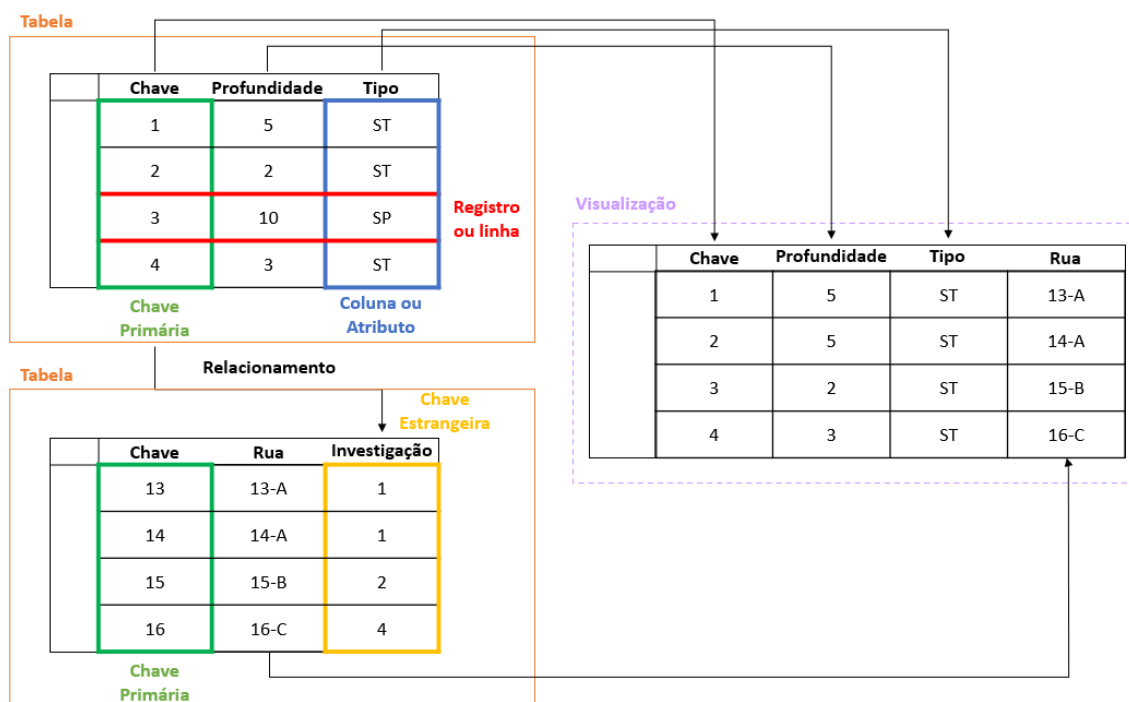 Tabela
Chave Profundidade Tipo
1 5 ST
2 2 ST
3 10 SP
4 3 ST
Registro
ou linha
Chave
Primária
Coluna ou
Atributo
Relacionamento
Tabela
Chave
Estrangeira
Chave Rua Investigação
13 13-A 1
14 14-A 1
15 15-B 2
16 16-C 4
Chave
Primária
Visualização
Chave Profundidade Tipo Rua
1 5 ST 13-A
2 5 ST 14-A
3 2 ST 15-B
4 3 ST 16-C